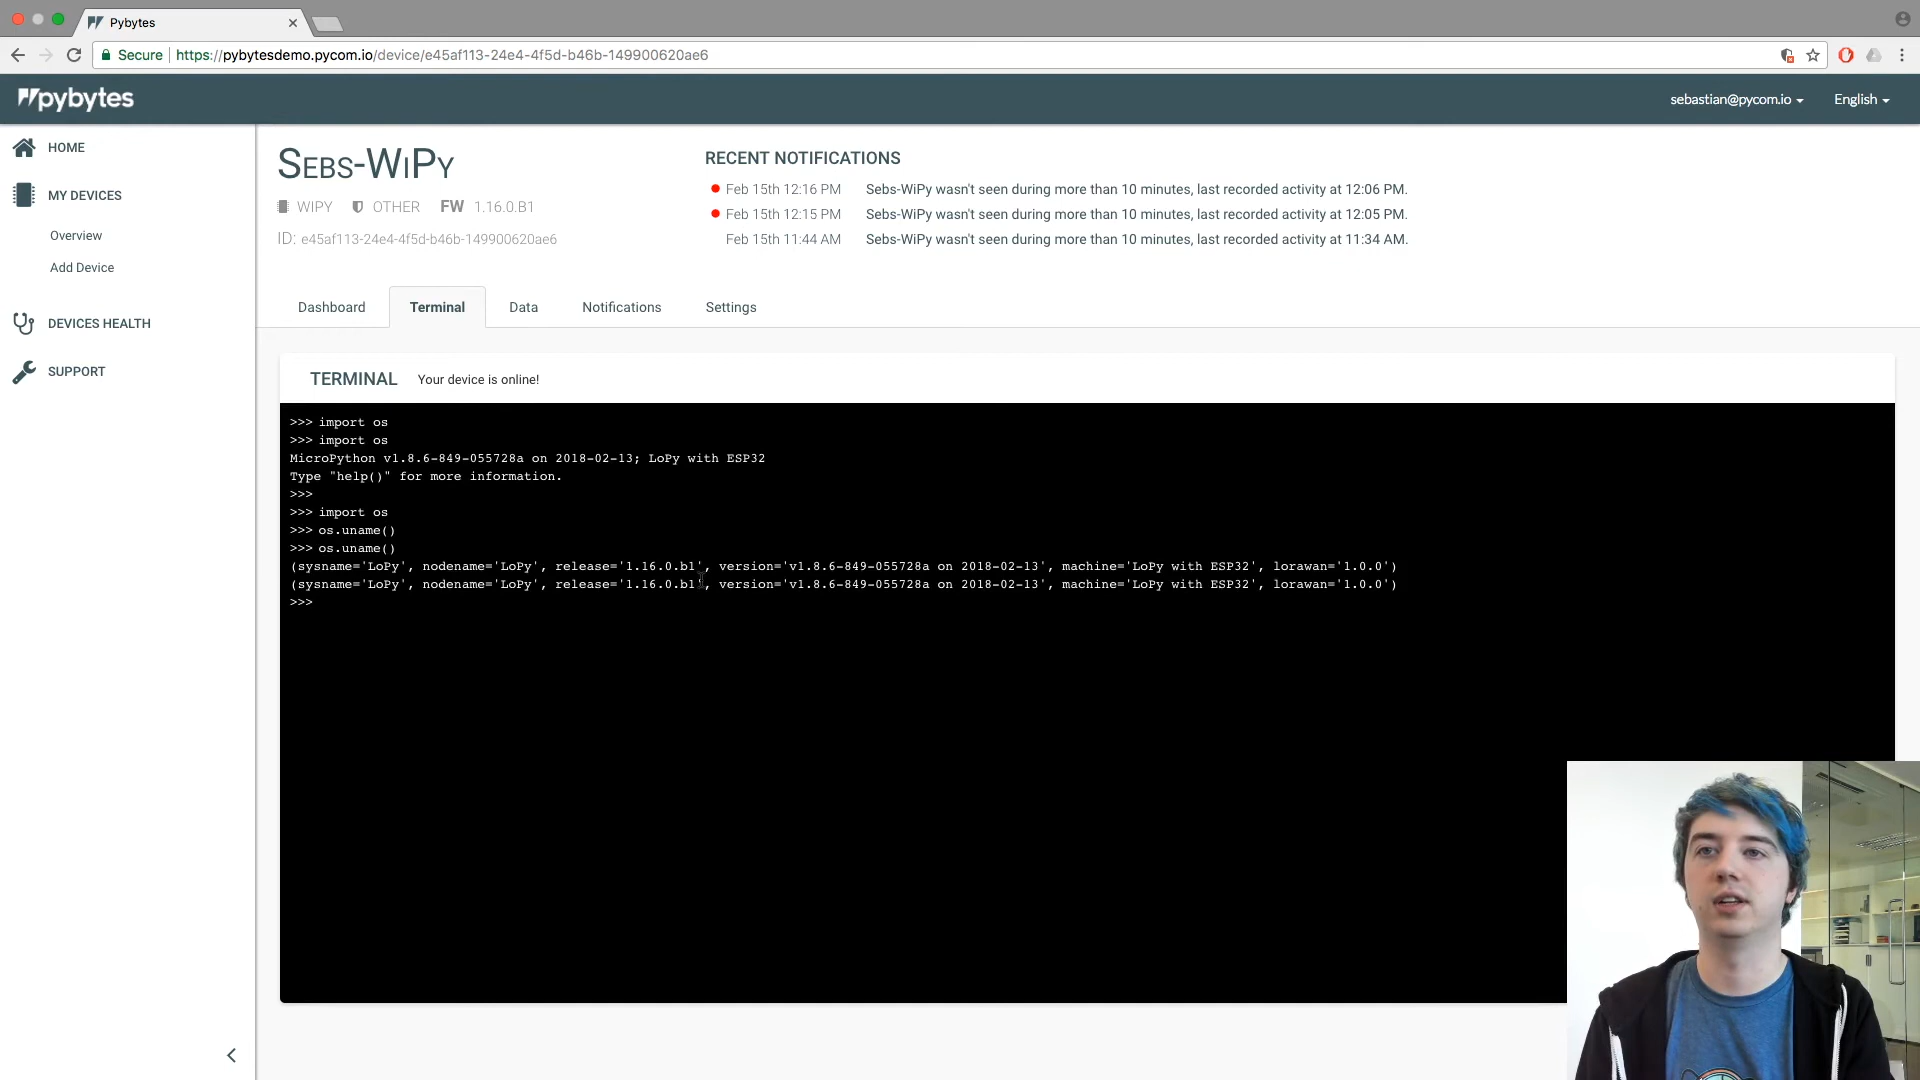 Pybytes
Secure
https://pybytesdemo.pycom.io/device/e45af113-24e4-4f5d-b46b-149900620ae6
pybytes
sebastian@pycom.io
English
HOME
MY DEVICES
Overview
Add Device
DEVICES HEALTH
SUPPORT
SEBS-WIPY
WIPY OTHER FW 1.16.0.B1
ID: e45af113-24e4-4f5d-b46b-149900620ae6
RECENT NOTIFICATIONS
Feb 15th 12:16 PM Sebs-WiPy wasn't seen during more than 10 minutes, last recorded activity at 12:06 PM.
Feb 15th 12:15 PM Sebs-WiPy wasn't seen during more than 10 minutes, last recorded activity at 12:05 PM.
Feb 15th 11:44 AM Sebs-WiPy wasn't seen during more than 10 minutes, last recorded activity at 11:34 AM.
Dashboard Terminal Data Notifications Settings
TERMINAL Your device is online!
>>> import os
>>> import os
MicroPython v1.8.6-849-055728a on 2018-02-13; LoPy with ESP32
Type "help()" for more information.
>>>
>>> import os
>>> os.uname()
>>> os.uname()
(sysname='LoPy', nodename='LoPy', release='1.16.0.b1', version='v1.8.6-849-055728a on 2018-02-13', machine='LoPy with ESP32', lorawan='1.0.0')
(sysname='LoPy', nodename='LoPy', release='1.16.0.b1', version='v1.8.6-849-055728a on 2018-02-13', machine='LoPy with ESP32', lorawan='1.0.0')
>>>